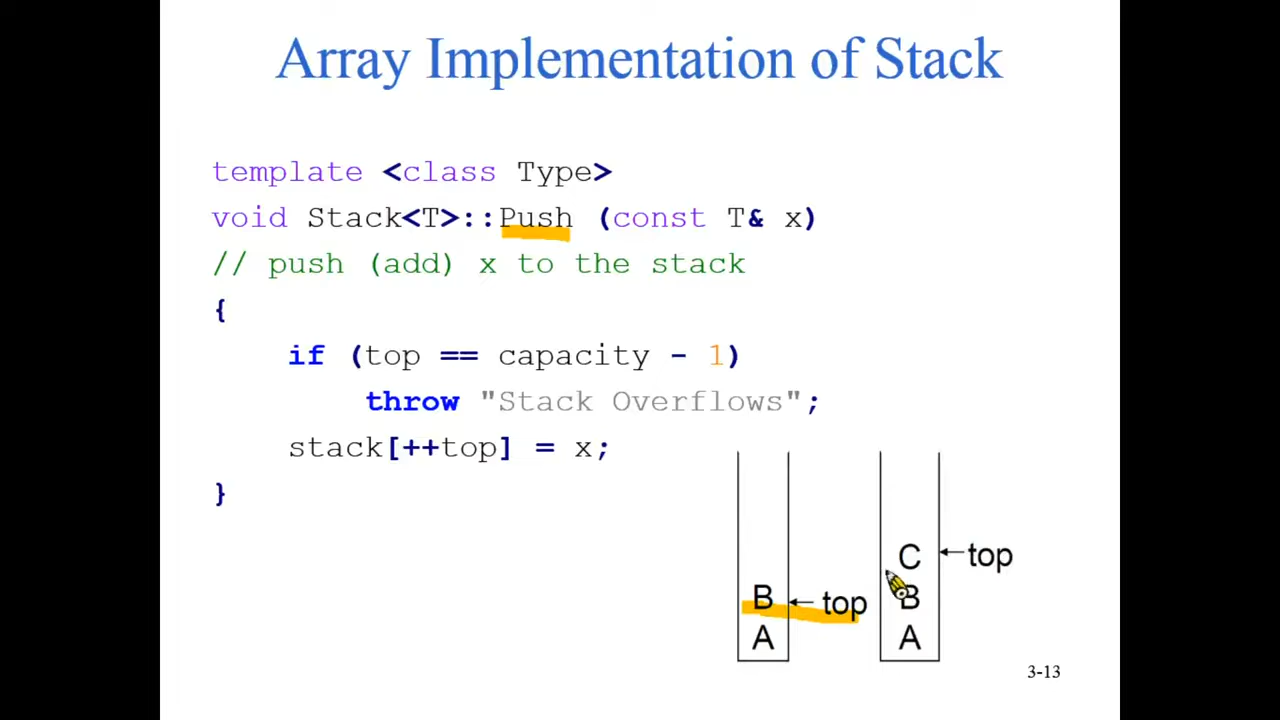 Array Implementation of Stack
template <class Type>
void Stack<T>::Push (const T& x)
// push (add) x to the stack
{
if (top == capacity - 1)
throw "Stack Overflows";
stack[++top] = x;
}
C ←top
B ← top B
A A
3-13